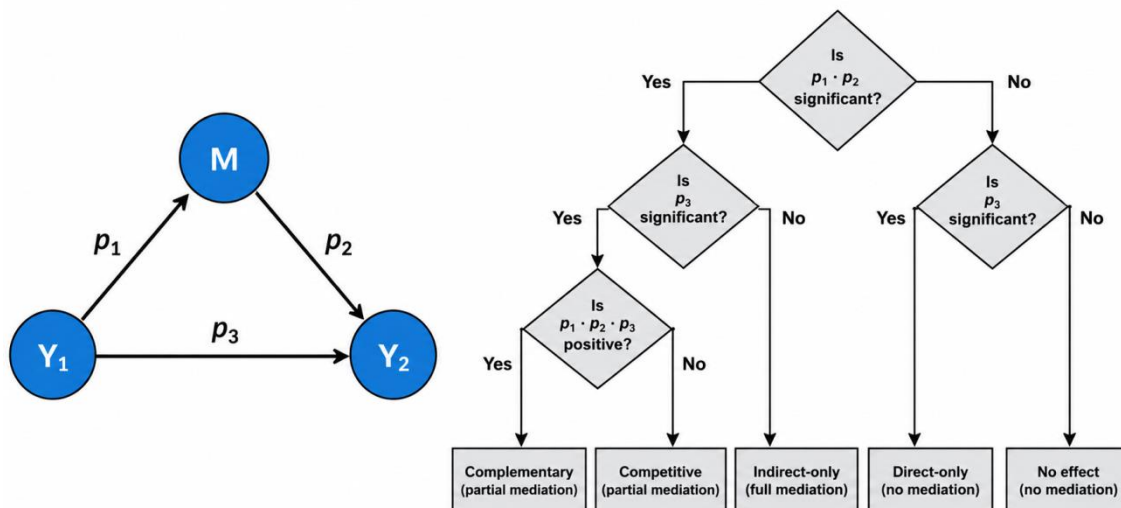 M
p₁
p₂
p₃
Y₁
Y₂
Is
p₁ · p₂
significant?
Yes
No
Is
p₃
significant?
Yes
No
Is
p₃
significant?
Yes
No
Is
p₁ · p₂ · p₃
positive?
Yes
No
Complementary
(partial mediation)
Competitive
(partial mediation)
Indirect-only
(full mediation)
Direct-only
(no mediation)
No effect
(no mediation)